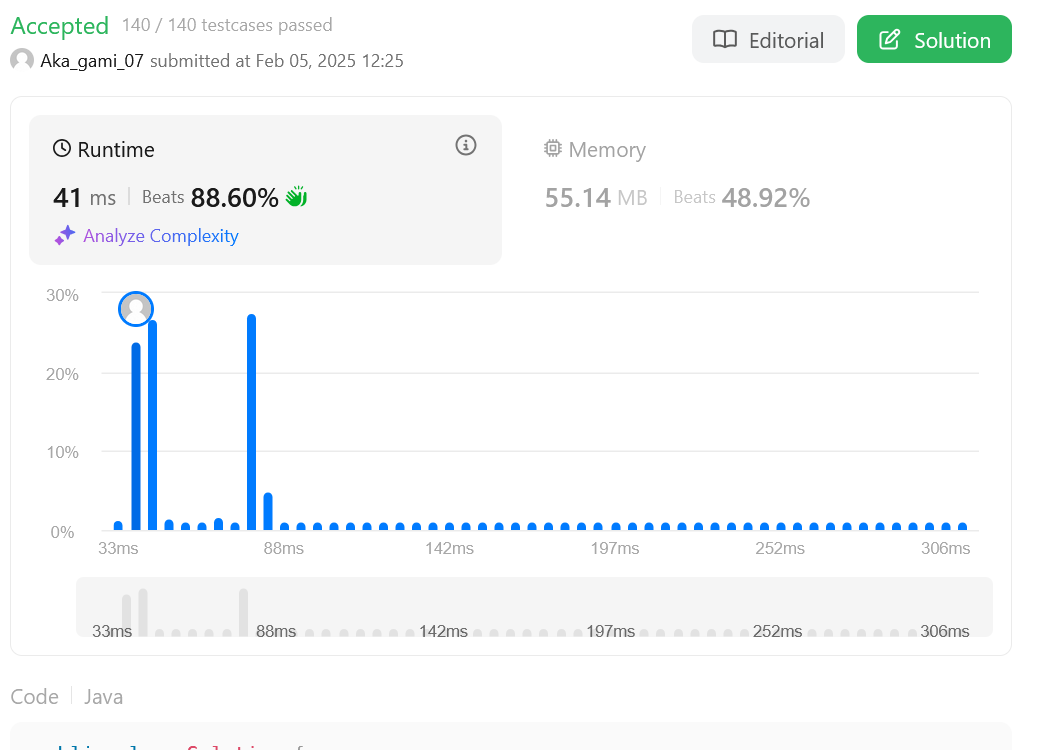 Accepted 140 / 140 testcases passed
Editorial
Solution
Aka_gami_07 submitted at Feb 05, 2025 12:25
Runtime
Memory
41 ms Beats 88.60%
55.14 MB Beats 48.92%
Analyze Complexity
30%
20%
10%
0%
33ms 88ms 142ms 197ms 252ms 306ms
33ms 88ms 142ms 197ms 252ms 306ms
Code Java